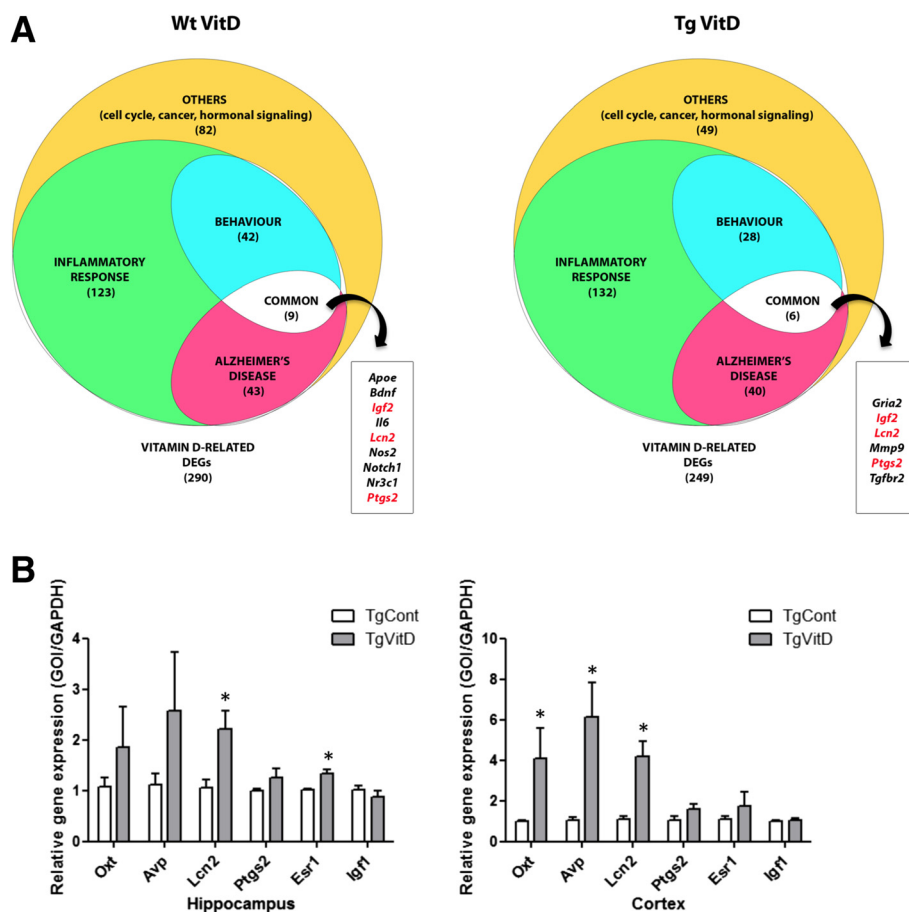 A
Wt VitD
OTHERS
(cell cycle, cancer, hormonal signaling)
(82)
BEHAVIOUR
(42)
INFLAMMATORY
RESPONSE
(123)
COMMON
(9)
ALZHEIMER'S
DISEASE
(43)
VITAMIN D-RELATED
DEGs
(290)
Apoe
Bdnf
Igf2
Il6
Lcn2
Nos2
Notch1
Nr3c1
Ptgs2
Tg VitD
OTHERS
(cell cycle, cancer, hormonal signaling)
(49)
BEHAVIOUR
(28)
INFLAMMATORY
RESPONSE
(132)
COMMON
(6)
ALZHEIMER'S
DISEASE
(40)
VITAMIN D-RELATED
DEGs
(249)
Gria2
Igf2
Lcn2
Mmp9
Ptgs2
Tgfbr2
B
Relative gene expression (GOI/GAPDH)
4
3
2
1
0
TgCont
TgVitD
*
*
Oxt
Avp
Lcn2
Ptgs2
Esr1
Igf1
Hippocampus
Relative gene expression (GOI/GAPDH)
10
8
6
4
2
0
TgCont
TgVitD
*
*
*
Oxt
Avp
Lcn2
Ptgs2
Esr1
Igf1
Cortex